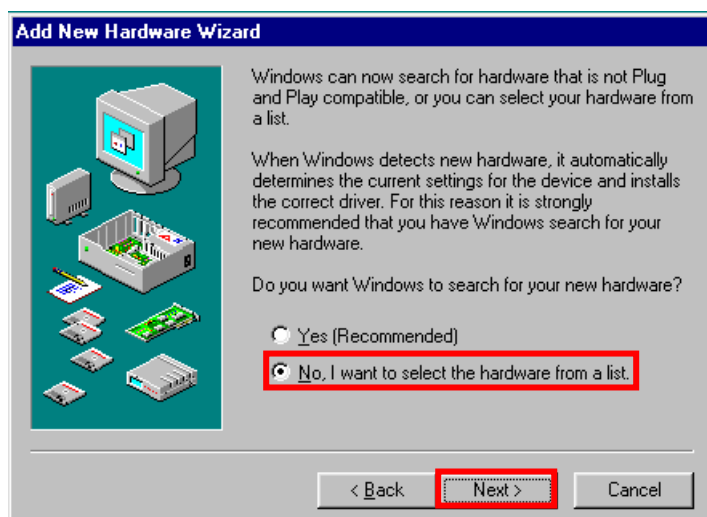 Add New Hardware Wizard
Windows can now search for hardware that is not Plug
and Play compatible, or you can select your hardware from
a list.
When Windows detects new hardware, it automatically
determines the current settings for the device and installs
the correct driver. For this reason it is strongly
recommended that you have Windows search for your
new hardware.
Do you want Windows to search for your new hardware?
Yes (Recommended)
No, I want to select the hardware from a list.
< Back
Next >
Cancel